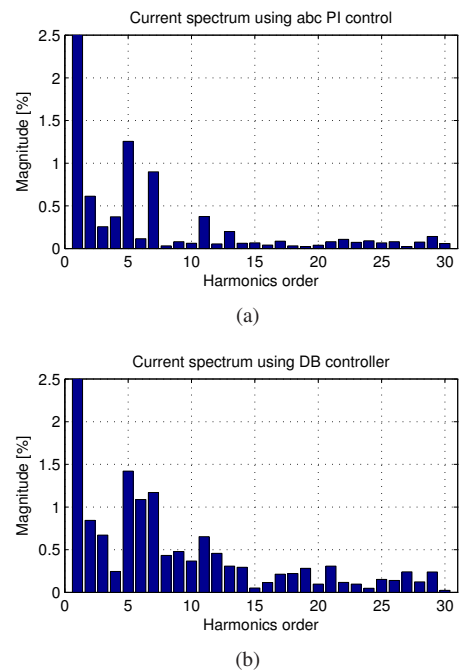 Current spectrum using abc PI control
2.5
2
1.5
1
0.5
0
Magnitude [%]
0 5 10 15 20 25 30
Harmonics order
(a)
Current spectrum using DB controller
2.5
2
1.5
1
0.5
0
Magnitude [%]
0 5 10 15 20 25 30
Harmonics order
(b)